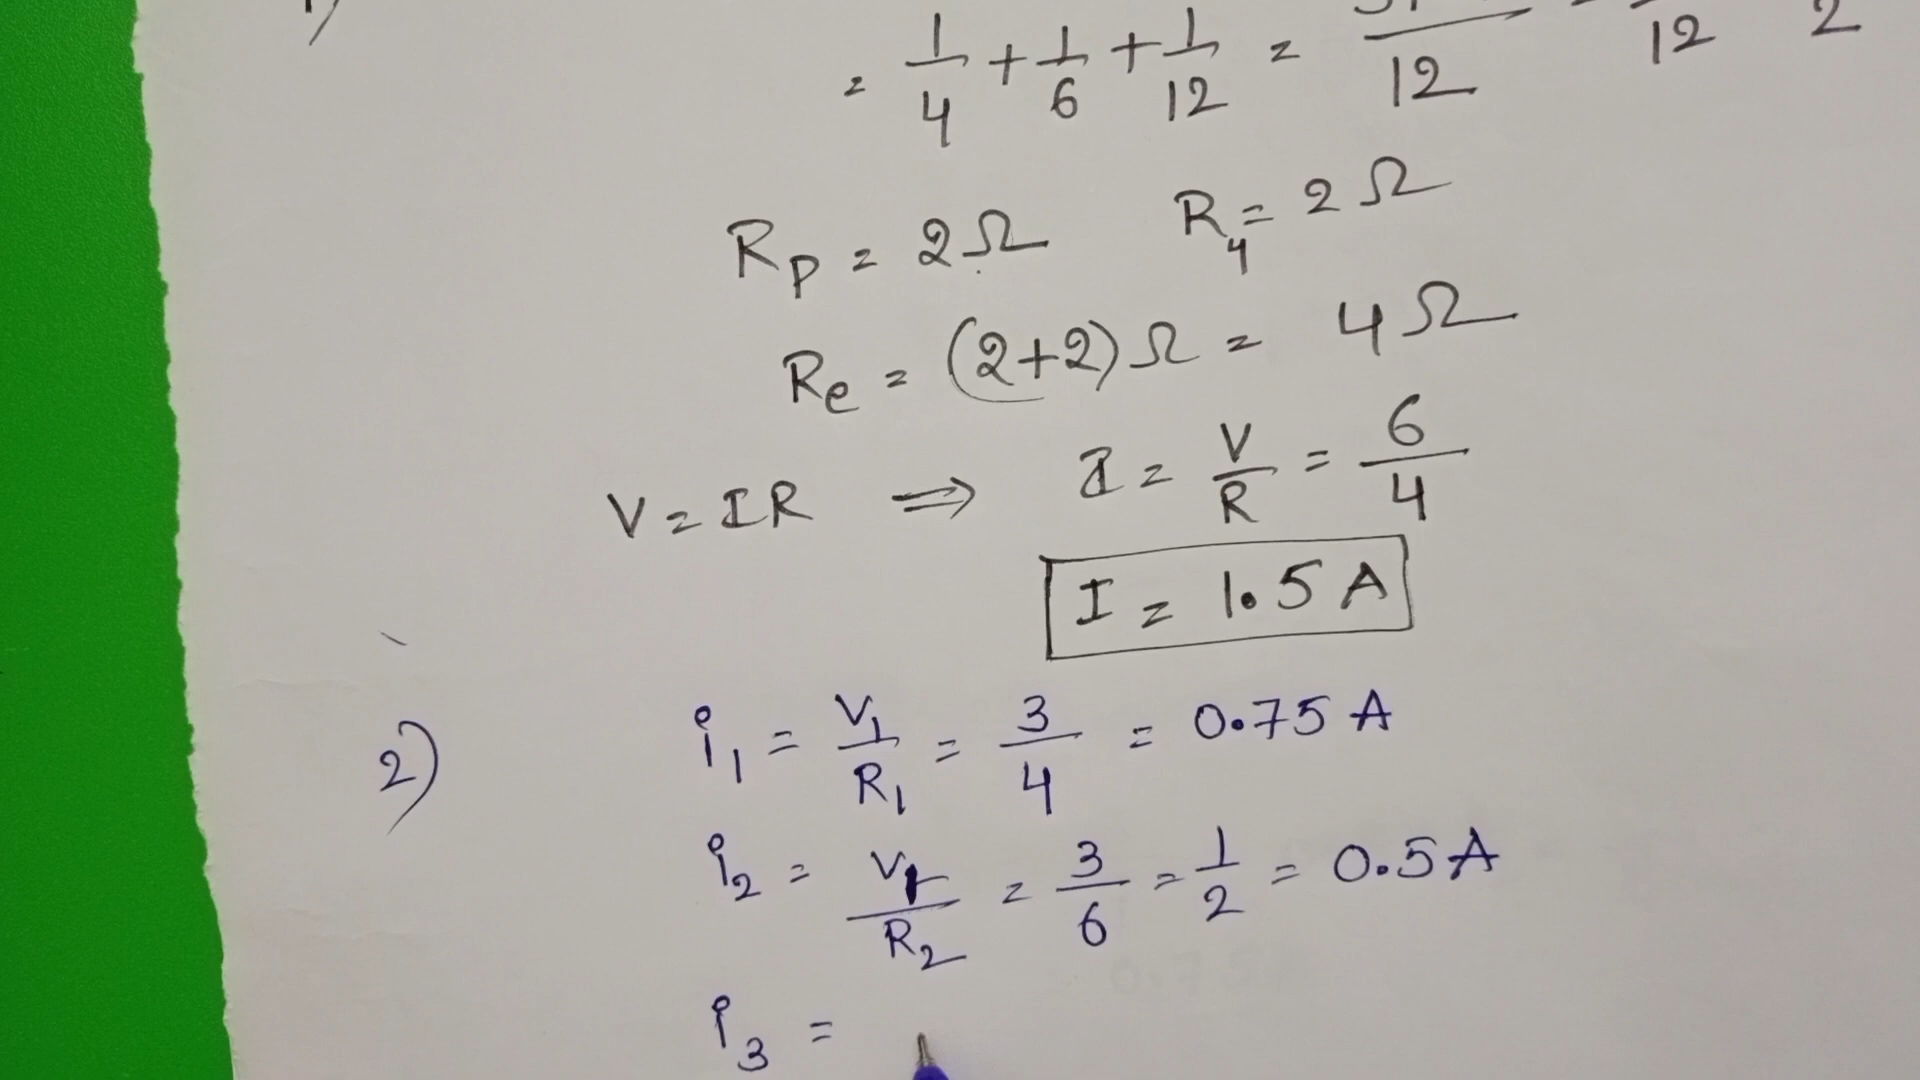 1)
= 1/4 + 1/6 + 1/12 = /12 = /12 2
Rp = 2Ω R4 = 2Ω
Re = (2+2)Ω = 4Ω
V = IR ⇒ I = V/R = 6/4
I = 1.5 A
2) i1 = V1/R1 = 3/4 = 0.75 A
i2 = V1/R2 = 3/6 = 1/2 = 0.5 A
i3 =